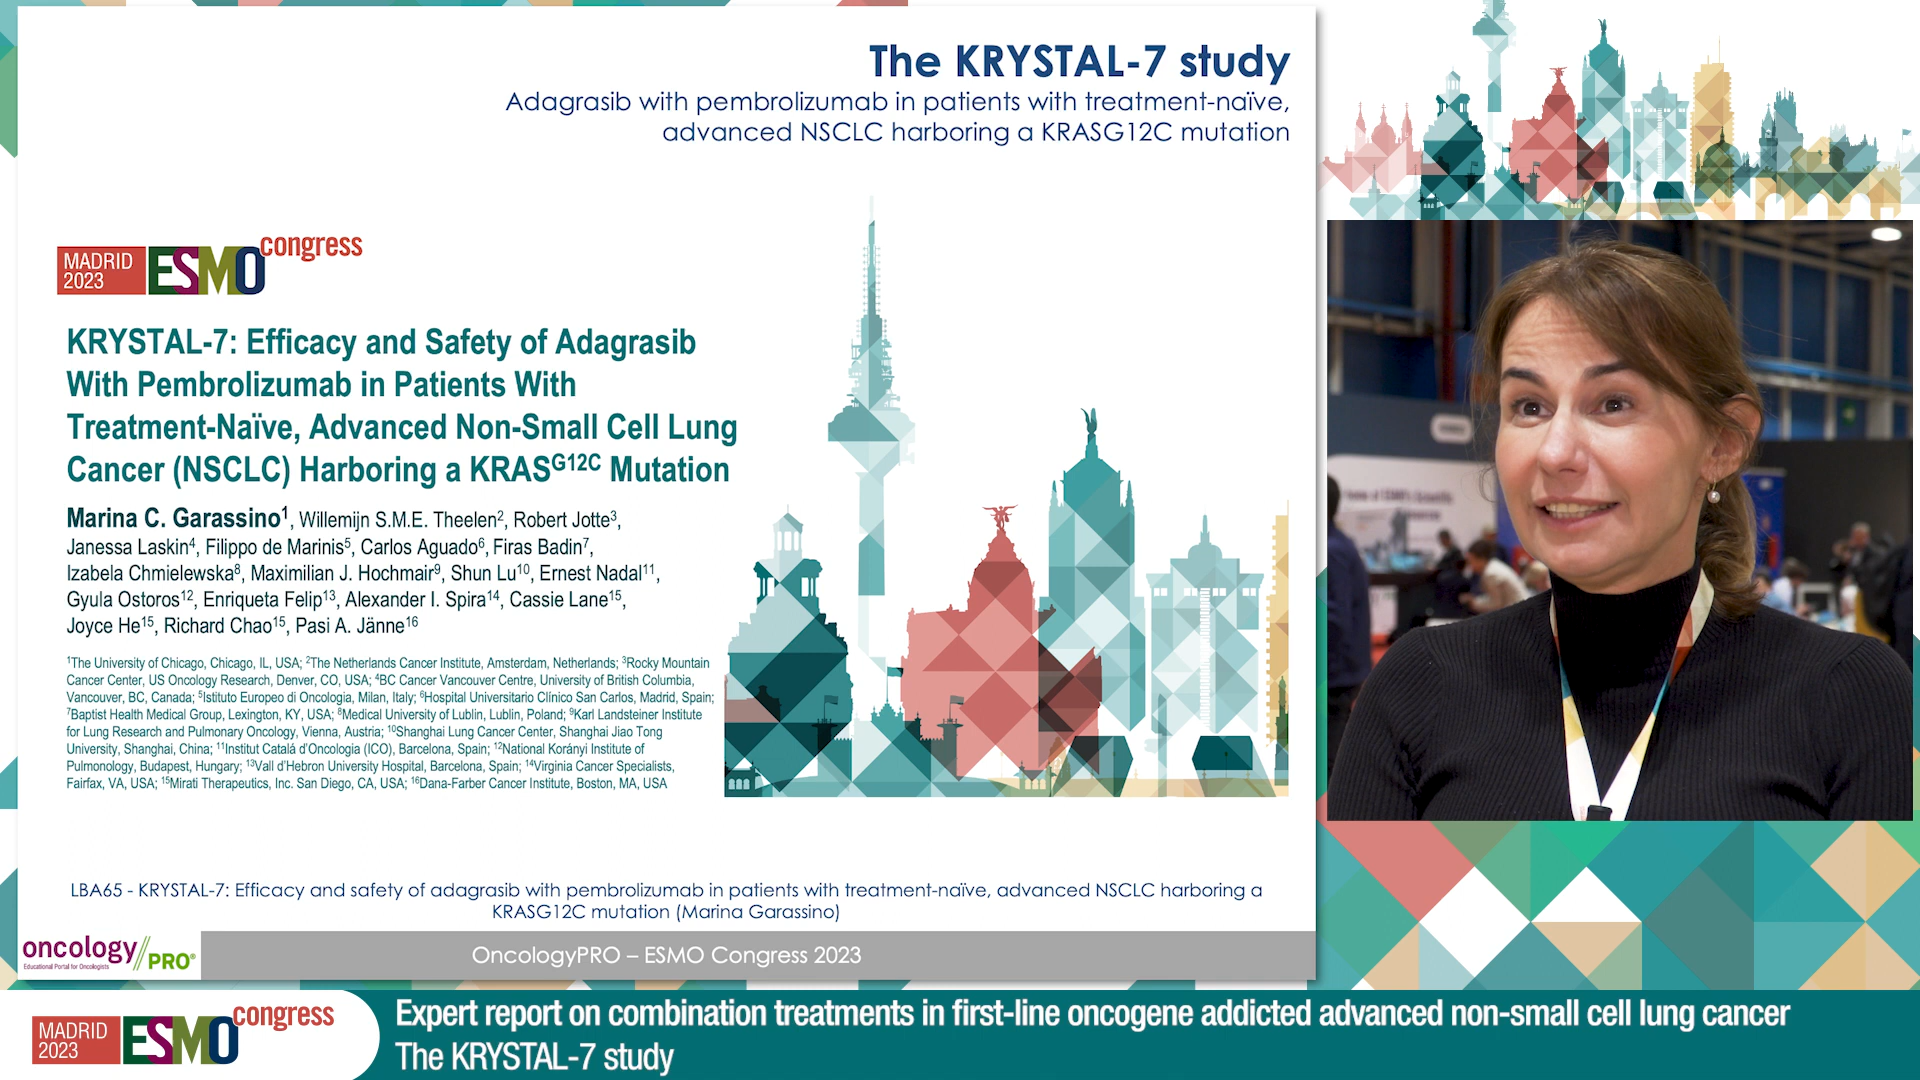 The KRYSTAL-7 study
Adagrasib with pembrolizumab in patients with treatment-naïve,
advanced NSCLC harboring a KRASG12C mutation
MADRID
2023
ESMO
congress
KRYSTAL-7: Efficacy and Safety of Adagrasib
With Pembrolizumab in Patients With
Treatment-Naïve, Advanced Non-Small Cell Lung
Cancer (NSCLC) Harboring a KRASᴳ¹²ᶜ Mutation
Marina C. Garassino¹, Willemijn S.M.E. Theelen², Robert Jotte³,
Janessa Laskin⁴, Filippo de Marinis⁵, Carlos Aguado⁶, Firas Badin⁷,
Izabela Chmielewska⁸, Maximilian J. Hochmair⁹, Shun Lu¹⁰, Ernest Nadal¹¹,
Gyula Ostoros¹², Enriqueta Felip¹³, Alexander I. Spira¹⁴, Cassie Lane¹⁵,
Joyce He¹⁵, Richard Chao¹⁵, Pasi A. Jänne¹⁶
¹The University of Chicago, Chicago, IL, USA; ²The Netherlands Cancer Institute, Amsterdam, Netherlands; ³Rocky Mountain
Cancer Center, US Oncology Research, Denver, CO, USA; ⁴BC Cancer Vancouver Centre, University of British Columbia,
Vancouver, BC, Canada; ⁵Istituto Europeo di Oncologia, Milan, Italy; ⁶Hospital Universitario Clínico San Carlos, Madrid, Spain;
⁷Baptist Health Medical Group, Lexington, KY, USA; ⁸Medical University of Lublin, Lublin, Poland; ⁹Karl Landsteiner Institute
for Lung Research and Pulmonary Oncology, Vienna, Austria; ¹⁰Shanghai Lung Cancer Center, Shanghai Jiao Tong
University, Shanghai, China; ¹¹Institut Catalá d'Oncologia (ICO), Barcelona, Spain; ¹²National Korányi Institute of
Pulmonology, Budapest, Hungary; ¹³Vall d'Hebron University Hospital, Barcelona, Spain; ¹⁴Virginia Cancer Specialists,
Fairfax, VA, USA; ¹⁵Mirati Therapeutics, Inc. San Diego, CA, USA; ¹⁶Dana-Farber Cancer Institute, Boston, MA, USA
LBA65 - KRYSTAL-7: Efficacy and safety of adagrasib with pembrolizumab in patients with treatment-naïve, advanced NSCLC harboring a
KRASG12C mutation (Marina Garassino)
oncology//PRO®
Educational Portal for Oncologists
OncologyPRO – ESMO Congress 2023
MADRID
2023
ESMO
congress
Expert report on combination treatments in first-line oncogene addicted advanced non-small cell lung cancer
The KRYSTAL-7 study